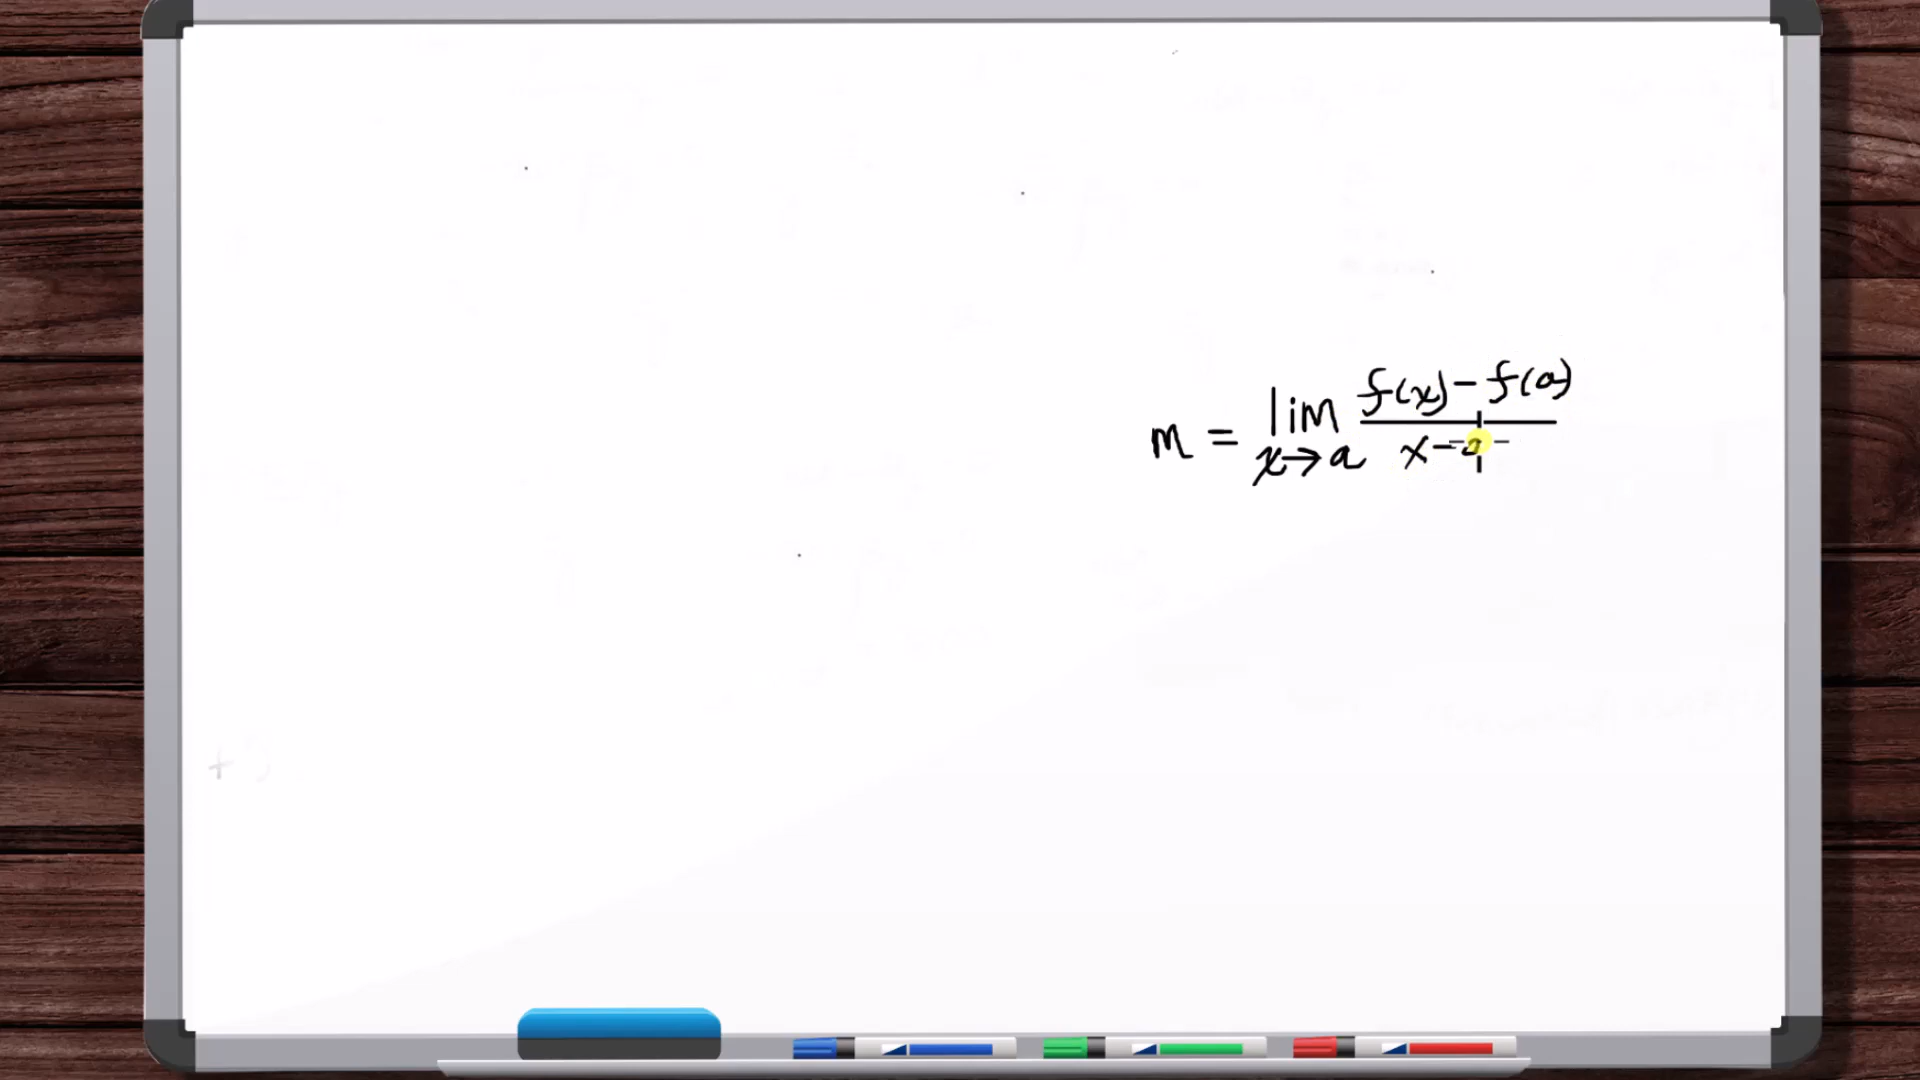 m = lim x→a f(x) - f(a) / x - a